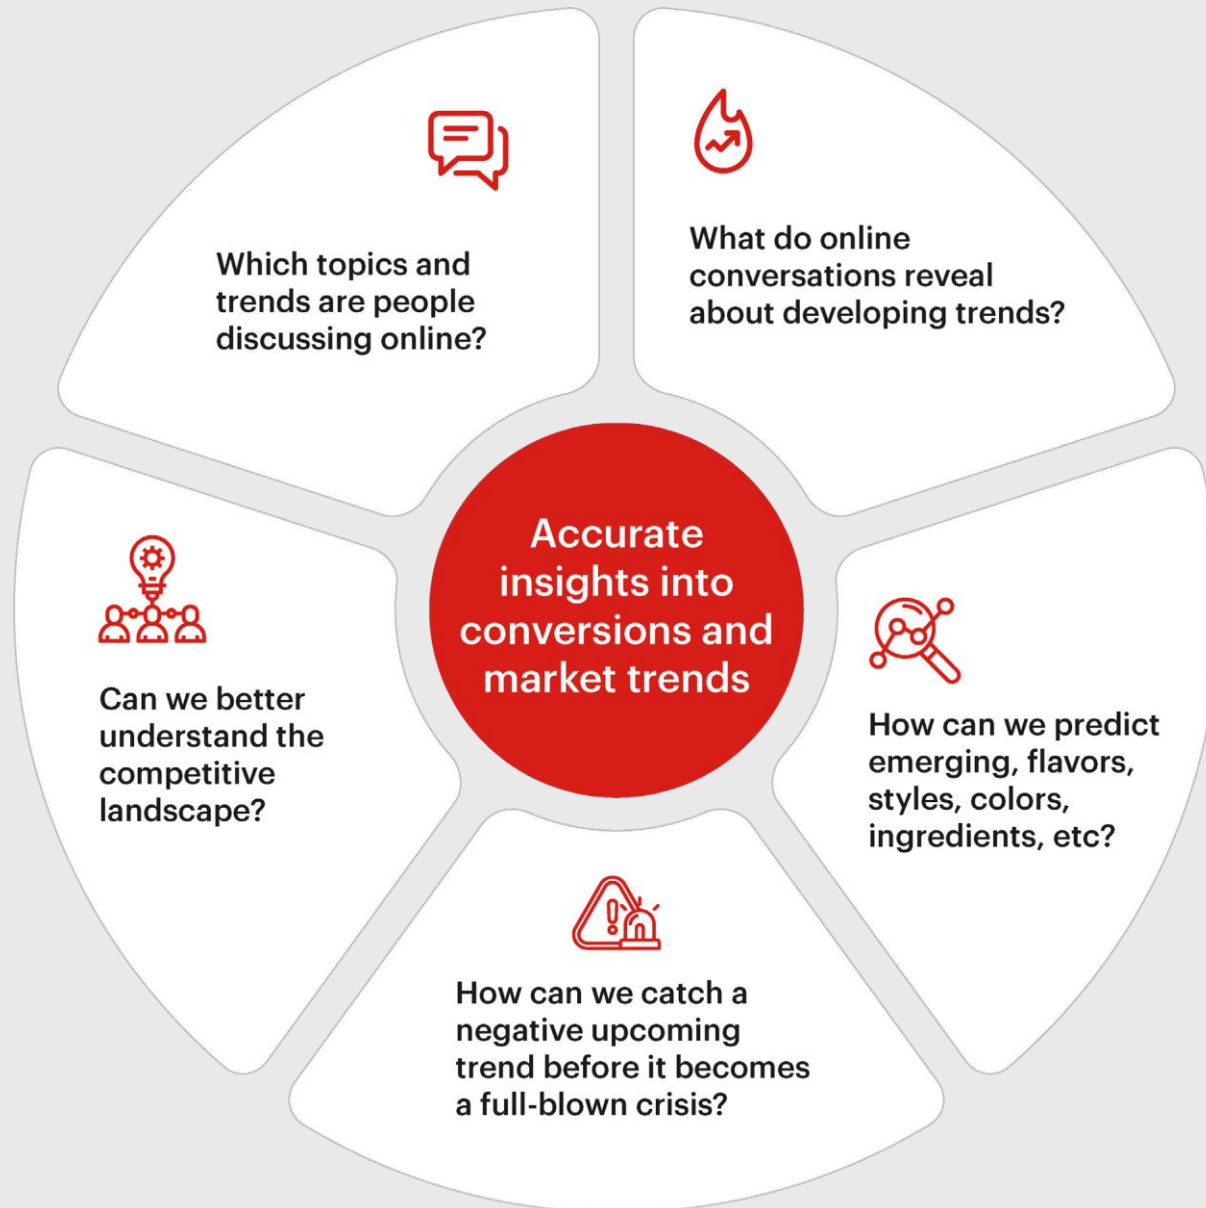 Which topics and
trends are people
discussing online?
What do online
conversations reveal
about developing trends?
Accurate
insights into
conversions and
market trends
Can we better
understand the
competitive
landscape?
How can we predict
emerging, flavors,
styles, colors,
ingredients, etc?
How can we catch a
negative upcoming
trend before it becomes
a full-blown crisis?